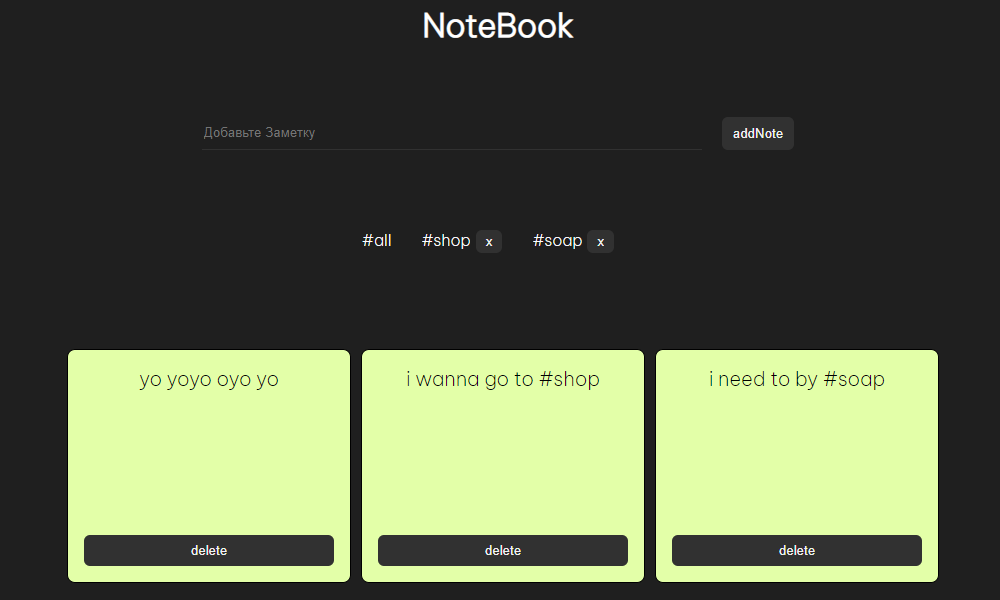 NoteBook
Добавьте Заметку
addNote
#all #shop x #soap x
yo yoyo oyo yo
i wanna go to #shop
i need to by #soap
delete
delete
delete